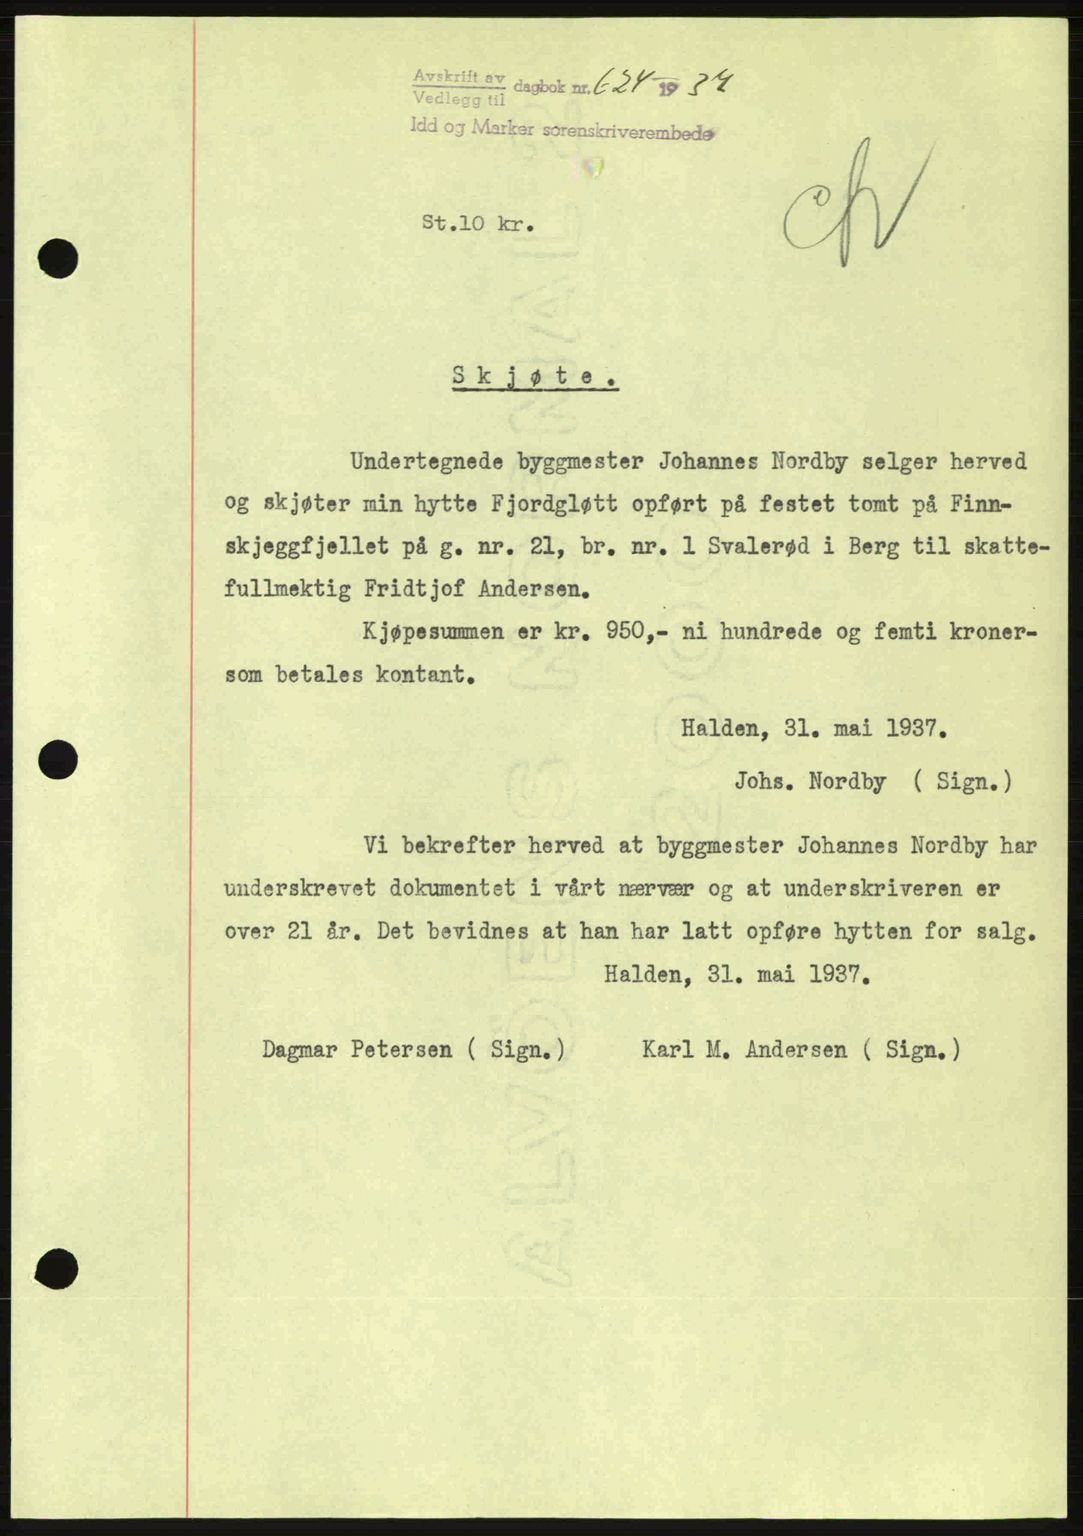 Avskrift av
Vedlegg til
dagbok nr. 624 1937
Idd og Marker sorenskriverembede
St.10 kr.
Skjøte.
Undertegnede byggmester Johannes Nordby selger herved
og skjøter min hytte Fjordgløtt opført på festet tomt på Finn-
skjeggfjellet på g. nr. 21, br. nr. 1 Svalerød i Berg til skatte-
fullmektig Fridtjof Andersen.
Kjøpesummen er kr. 950,- ni hundrede og femti kroner-
som betales kontant.
Halden, 31. mai 1937.
Johs. Nordby ( Sign.)
Vi bekrefter herved at byggmester Johannes Nordby har
underskrevet dokumentet i vårt nærvær og at underskriveren er
over 21 år. Det bevidnes at han har latt opføre hytten for salg.
Halden, 31. mai 1937.
Dagmar Petersen ( Sign.) Karl M. Andersen ( Sign.)